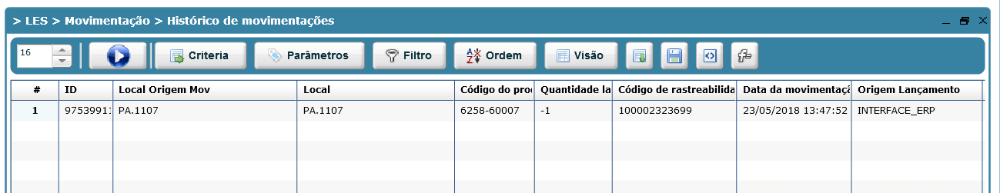 > LES > Movimentação > Histórico de movimentações
16 Criteria Parâmetros Filtro Ordem Visão
# ID Local Origem Mov Local Código do pro Quantidade la Código de rastreabilida Data da movimentaç Origem Lançamento
1 9753991 PA.1107 PA.1107 6258-60007 -1 100002323699 23/05/2018 13:47:52 INTERFACE_ERP